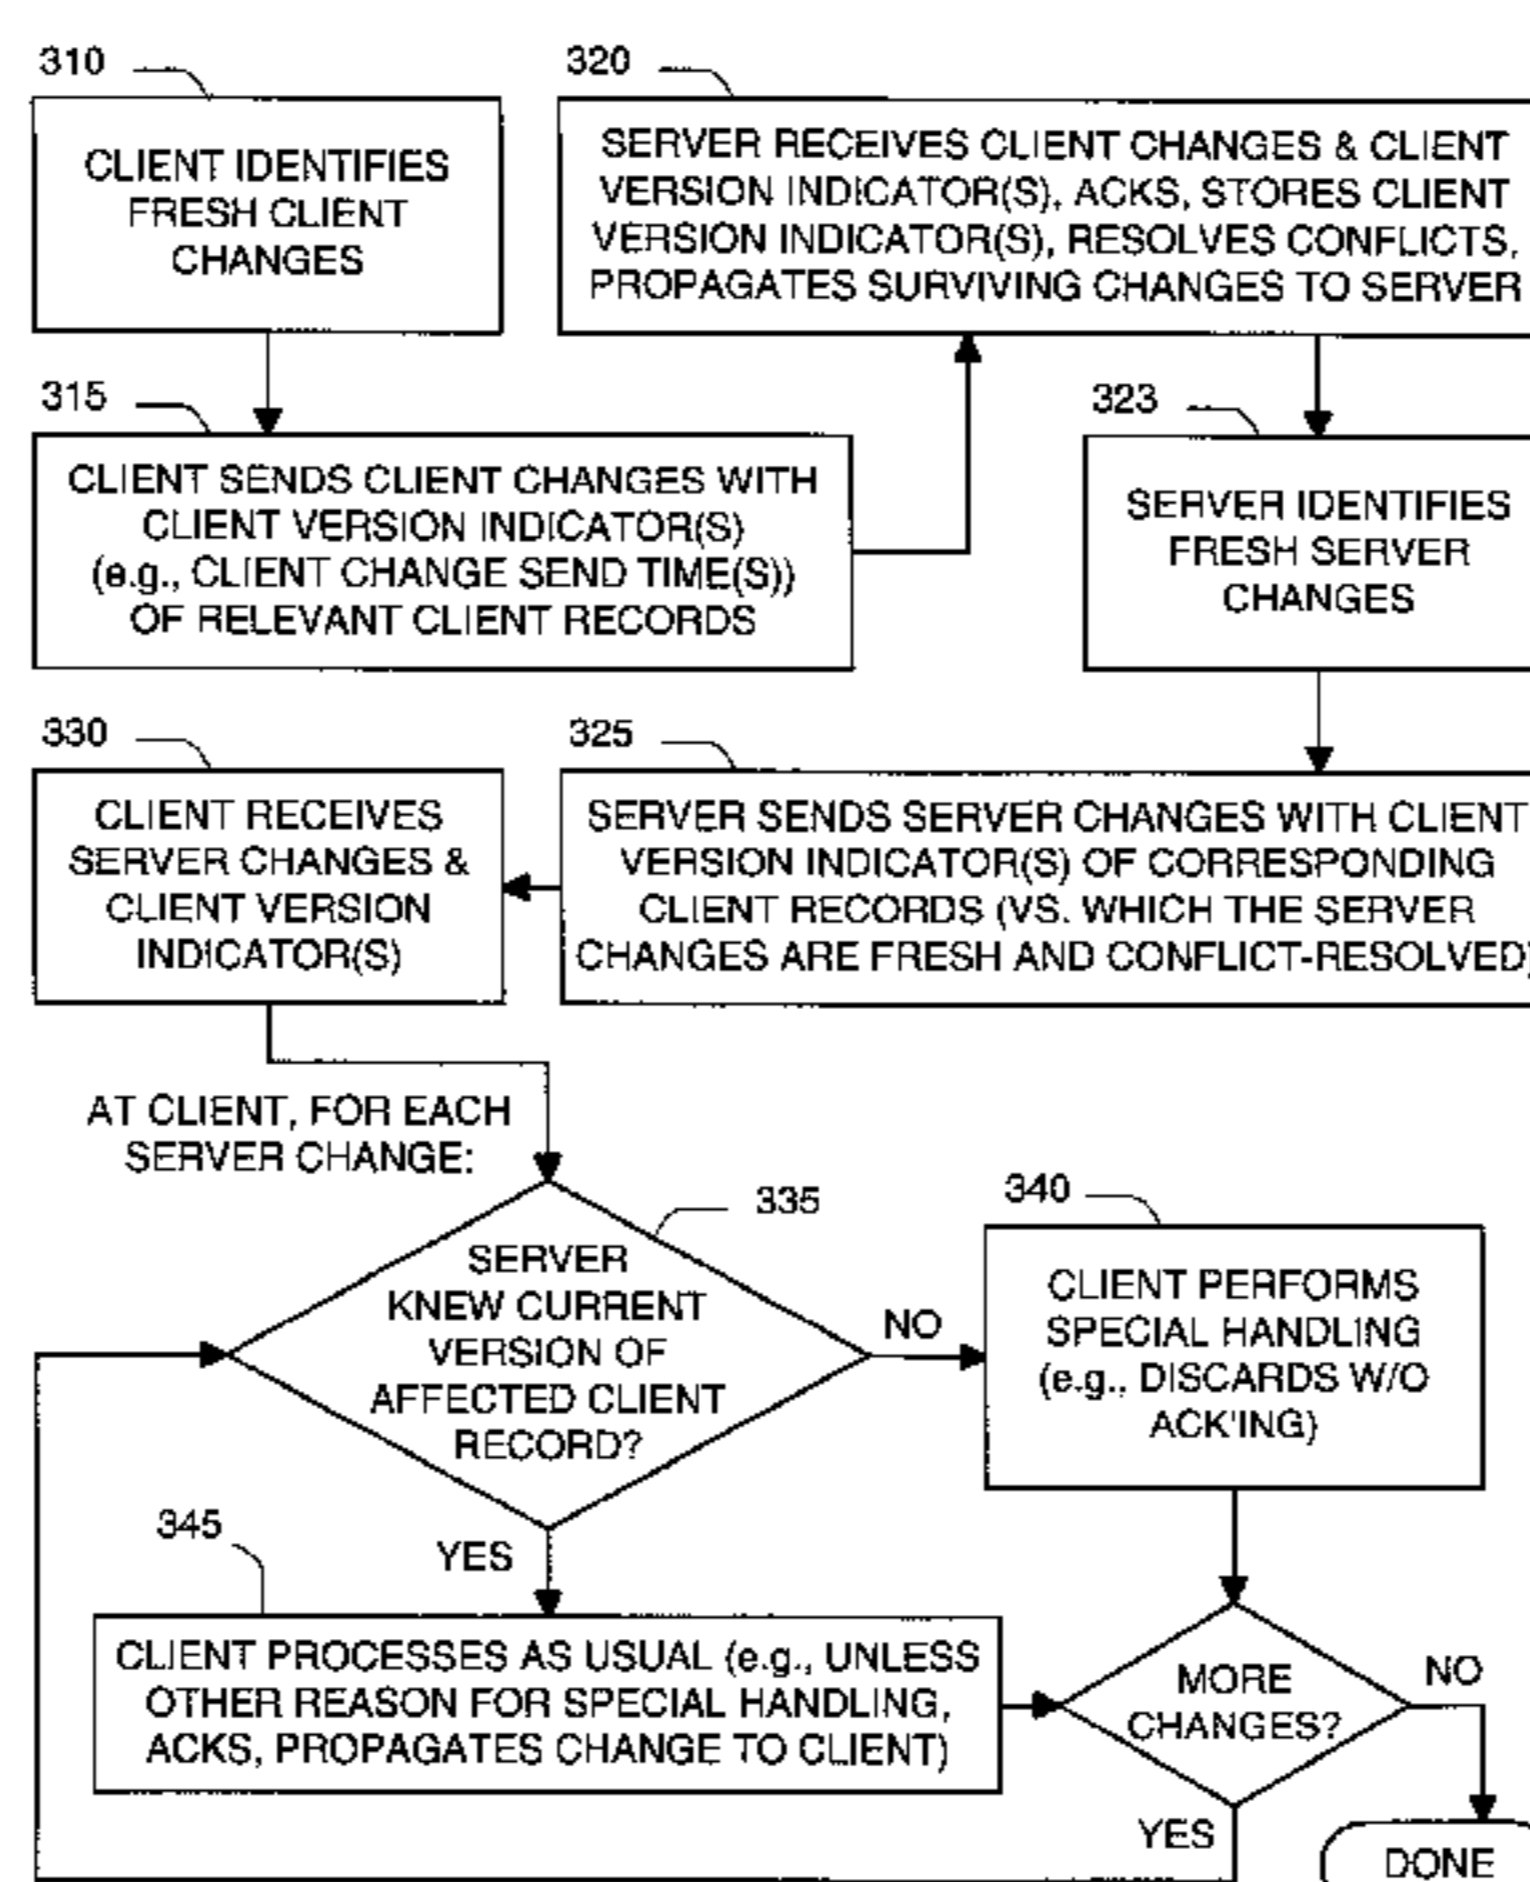 310
CLIENT IDENTIFIES
FRESH CLIENT
CHANGES
320
SERVER RECEIVES CLIENT CHANGES & CLIENT
VERSION INDICATOR(S), ACKS, STORES CLIENT
VERSION INDICATOR(S), RESOLVES CONFLICTS,
PROPAGATES SURVIVING CHANGES TO SERVER
315
CLIENT SENDS CLIENT CHANGES WITH
CLIENT VERSION INDICATOR(S)
(e.g., CLIENT CHANGE SEND TIME(S))
OF RELEVANT CLIENT RECORDS
323
SERVER IDENTIFIES
FRESH SERVER
CHANGES
330
CLIENT RECEIVES
SERVER CHANGES &
CLIENT VERSION
INDICATOR(S)
325
SERVER SENDS SERVER CHANGES WITH CLIENT
VERSION INDICATOR(S) OF CORRESPONDING
CLIENT RECORDS (VS. WHICH THE SERVER
CHANGES ARE FRESH AND CONFLICT-RESOLVED)
AT CLIENT, FOR EACH
SERVER CHANGE:
335
SERVER
KNEW CURRENT
VERSION OF
AFFECTED CLIENT
RECORD?
NO
340
CLIENT PERFORMS
SPECIAL HANDLING
(e.g., DISCARDS W/O
ACK'ING)
YES
345
CLIENT PROCESSES AS USUAL (e.g., UNLESS
OTHER REASON FOR SPECIAL HANDLING,
ACKS, PROPAGATES CHANGE TO CLIENT)
MORE
CHANGES?
NO
YES
DONE